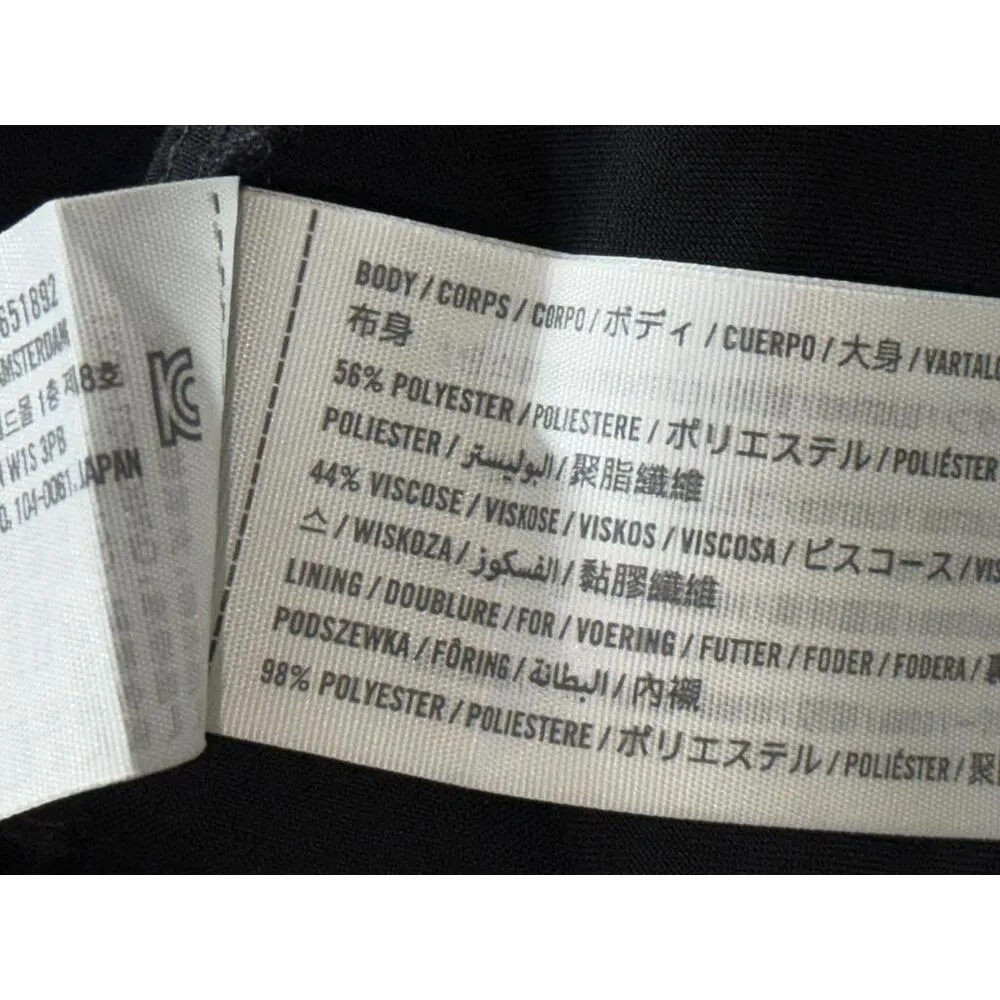 651892
AMSTERDAM
1층 제8호
W1S 3PB
104-0061, JAPAN
BODY / CORPS / CORPO / ボディ / CUERPO / 大身 / VARTALO
布身
56% POLYESTER / POLIESTERE / ポリエステル / POLIÉSTER
POLIESTER / البوليستر / 聚脂纖維
44% VISCOSE / VISKOSE / VISKOS / VISCOSA / ビスコース / VIS
스 / WISKOZA / الفسكوز / 黏膠纖維
LINING / DOUBLURE / FOR / VOERING / FUTTER / FODER / FODERA /
PODSZEWKA / FÔRING / البطانة / 內襯
98% POLYESTER / POLIESTERE / ポリエステル / POLIÉSTER / 聚